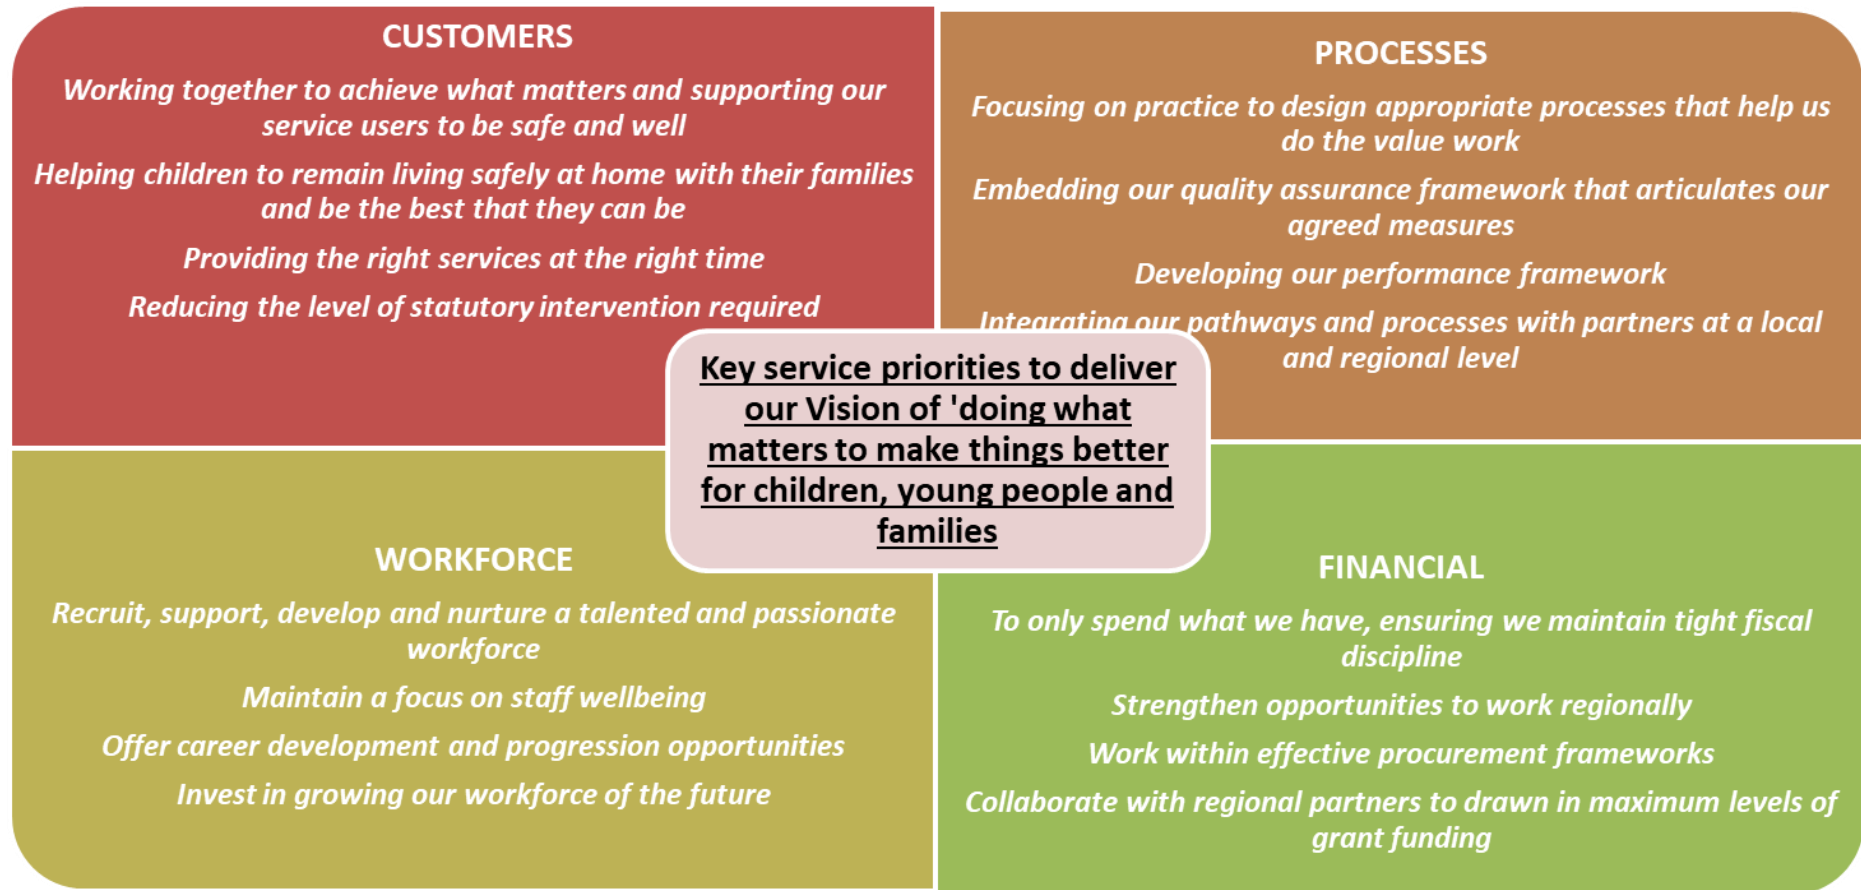 CUSTOMERS
Working together to achieve what matters and supporting our
service users to be safe and well
Helping children to remain living safely at home with their families
and be the best that they can be
Providing the right services at the right time
Reducing the level of statutory intervention required
PROCESSES
Focusing on practice to design appropriate processes that help us
do the value work
Embedding our quality assurance framework that articulates our
agreed measures
Developing our performance framework
Integrating our pathways and processes with partners at a local
and regional level
Key service priorities to deliver
our Vision of 'doing what
matters to make things better
for children, young people and
families
WORKFORCE
Recruit, support, develop and nurture a talented and passionate
workforce
Maintain a focus on staff wellbeing
Offer career development and progression opportunities
Invest in growing our workforce of the future
FINANCIAL
To only spend what we have, ensuring we maintain tight fiscal
discipline
Strengthen opportunities to work regionally
Work within effective procurement frameworks
Collaborate with regional partners to drawn in maximum levels of
grant funding